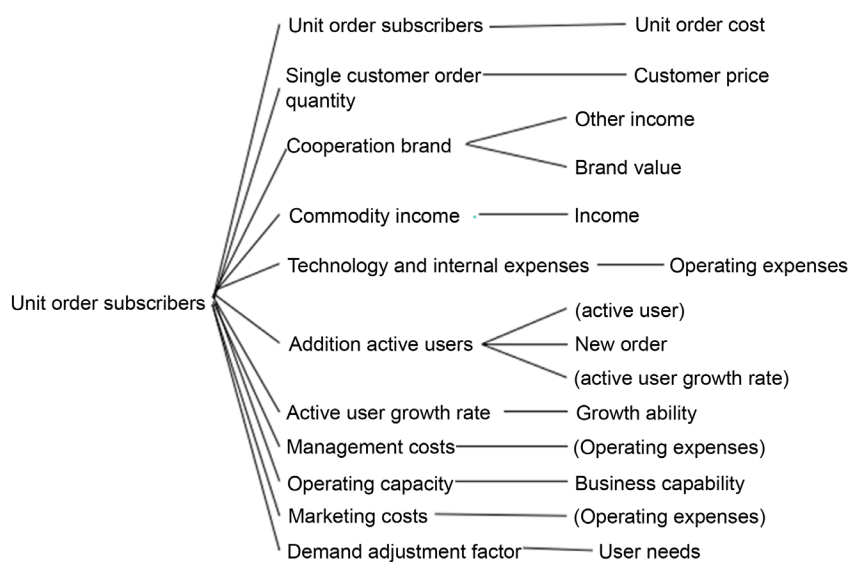 Unit order subscribers
Unit order subscribers
Unit order cost
Single customer order
quantity
Customer price
Cooperation brand
Other income
Brand value
Commodity income
Income
Technology and internal expenses
Operating expenses
Addition active users
(active user)
New order
(active user growth rate)
Active user growth rate
Growth ability
Management costs
(Operating expenses)
Operating capacity
Business capability
Marketing costs
(Operating expenses)
Demand adjustment factor
User needs